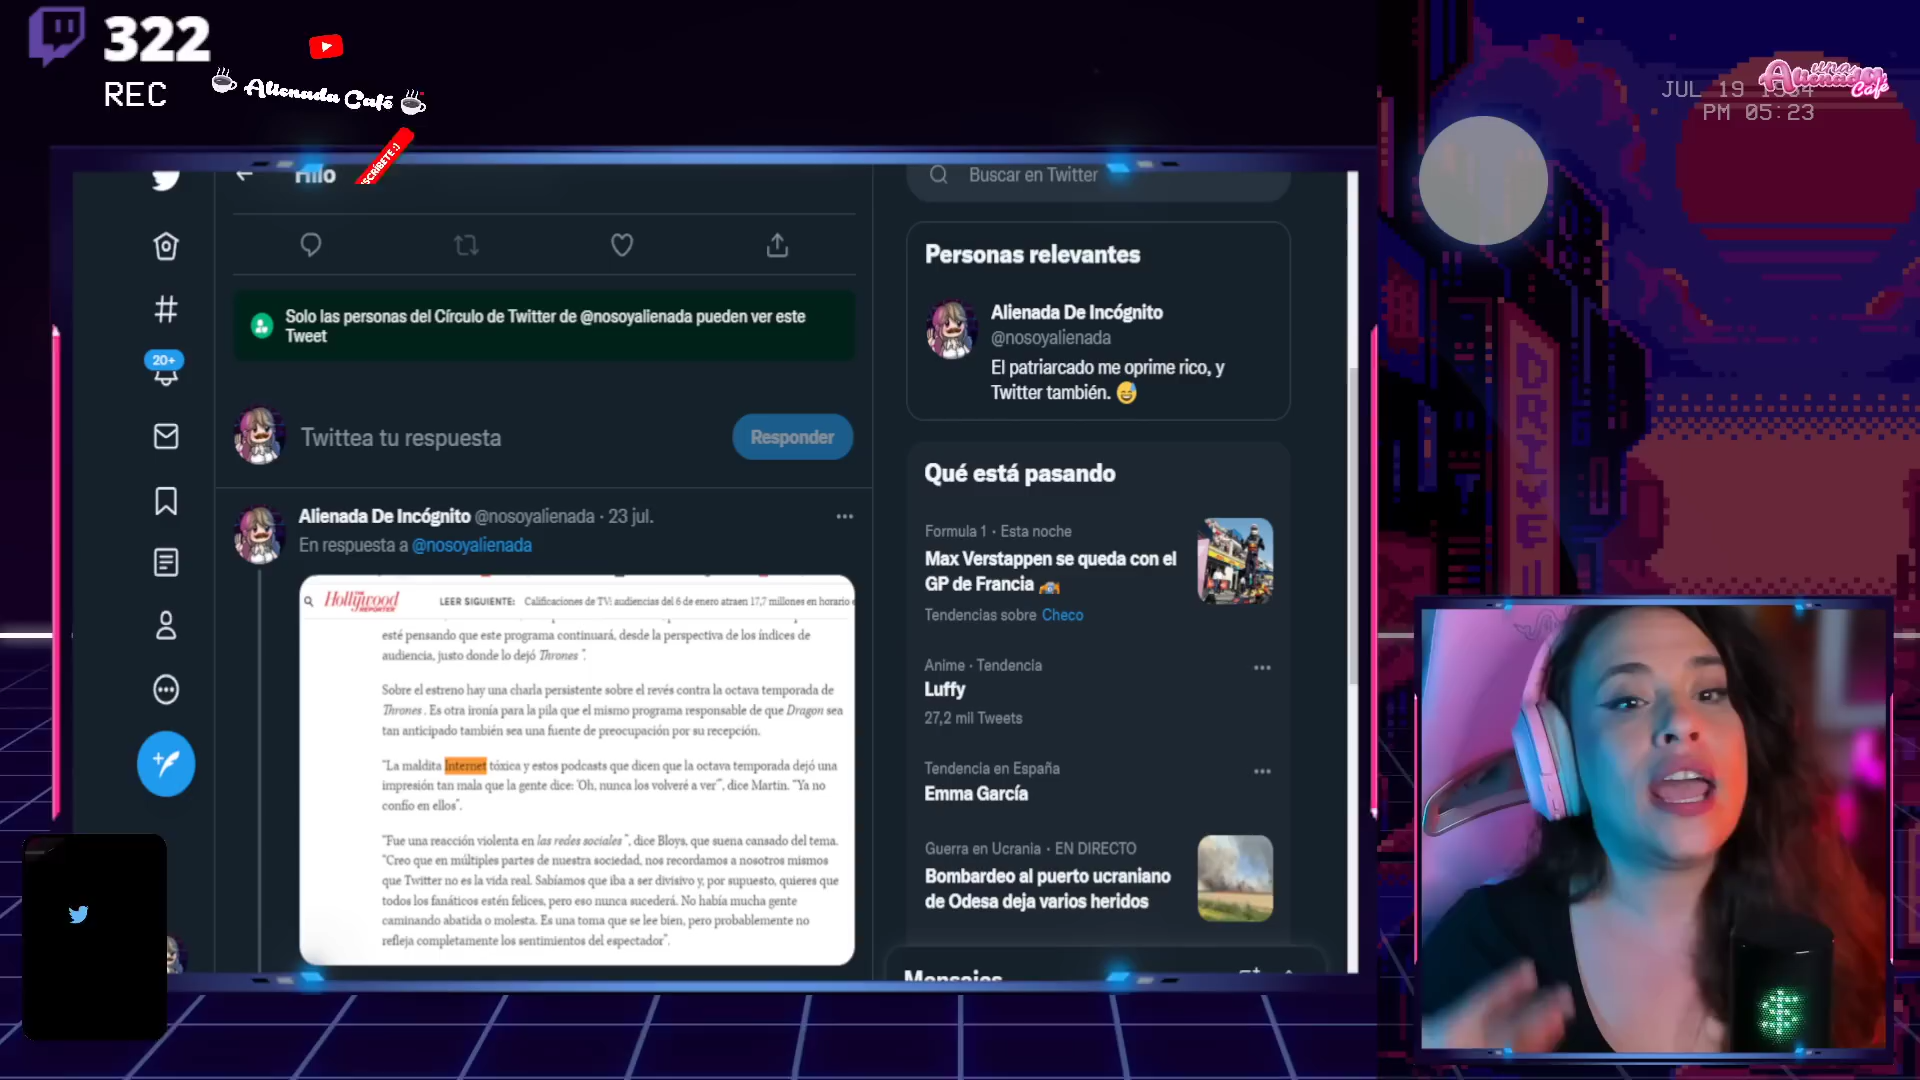 322
REC
Alienada Café
SCRÍBETE :)
una
Alienada
Café
JUL 19
PM 05:23
Hilo
Buscar en Twitter
Solo las personas del Círculo de Twitter de @nosoyalienada pueden ver este
Tweet
20+
Twittea tu respuesta
Responder
Alienada De Incógnito @nosoyalienada · 23 jul.
En respuesta a @nosoyalienada
THE
Hollywood
REPORTER
LEER SIGUIENTE: Calificaciones de TV: audiencias del 6 de enero atraen 17,7 millones en horario
esté pensando que este programa continuará, desde la perspectiva de los índices de
audiencia, justo donde lo dejó Thrones ".
Sobre el estreno hay una charla persistente sobre el revés contra la octava temporada de
Thrones . Es otra ironía para la pila que el mismo programa responsable de que Dragon sea
tan anticipado también sea una fuente de preocupación por su recepción.
"La maldita Internet tóxica y estos podcasts que dicen que la octava temporada dejó una
impresión tan mala que la gente dice: 'Oh, nunca los volveré a ver'", dice Martin. "Ya no
confío en ellos".
"Fue una reacción violenta en las redes sociales ", dice Bloys, que suena cansado del tema.
"Creo que en múltiples partes de nuestra sociedad, nos recordamos a nosotros mismos
que Twitter no es la vida real. Sabíamos que iba a ser divisivo y, por supuesto, quieres que
todos los fanáticos estén felices, pero eso nunca sucederá. No había mucha gente
caminando abatida o molesta. Es una toma que se lee bien, pero probablemente no
refleja completamente los sentimientos del espectador".
Personas relevantes
Alienada De Incógnito
@nosoyalienada
El patriarcado me oprime rico, y
Twitter también. 😅
Qué está pasando
Formula 1 · Esta noche
Max Verstappen se queda con el
GP de Francia
Tendencias sobre Checo
Anime · Tendencia
Luffy
27,2 mil Tweets
Tendencia en España
Emma García
Guerra en Ucrania · EN DIRECTO
Bombardeo al puerto ucraniano
de Odesa deja varios heridos
Mensajes
DRIVE